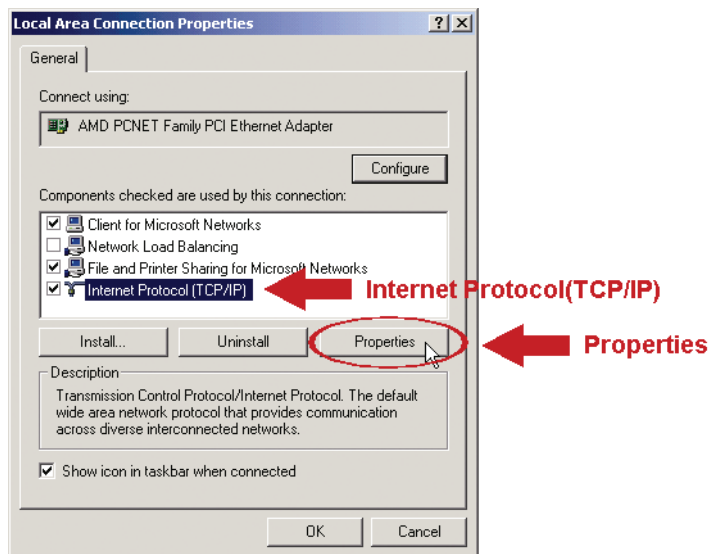 Local Area Connection Properties
General
Connect using:
AMD PCNET Family PCI Ethernet Adapter
Configure
Components checked are used by this connection:
Client for Microsoft Networks
Network Load Balancing
File and Printer Sharing for Microsoft Networks
Internet Protocol (TCP/IP)
Internet Protocol(TCP/IP)
Install...
Uninstall
Properties
Properties
Description
Transmission Control Protocol/Internet Protocol. The default
wide area network protocol that provides communication
across diverse interconnected networks.
Show icon in taskbar when connected
OK
Cancel